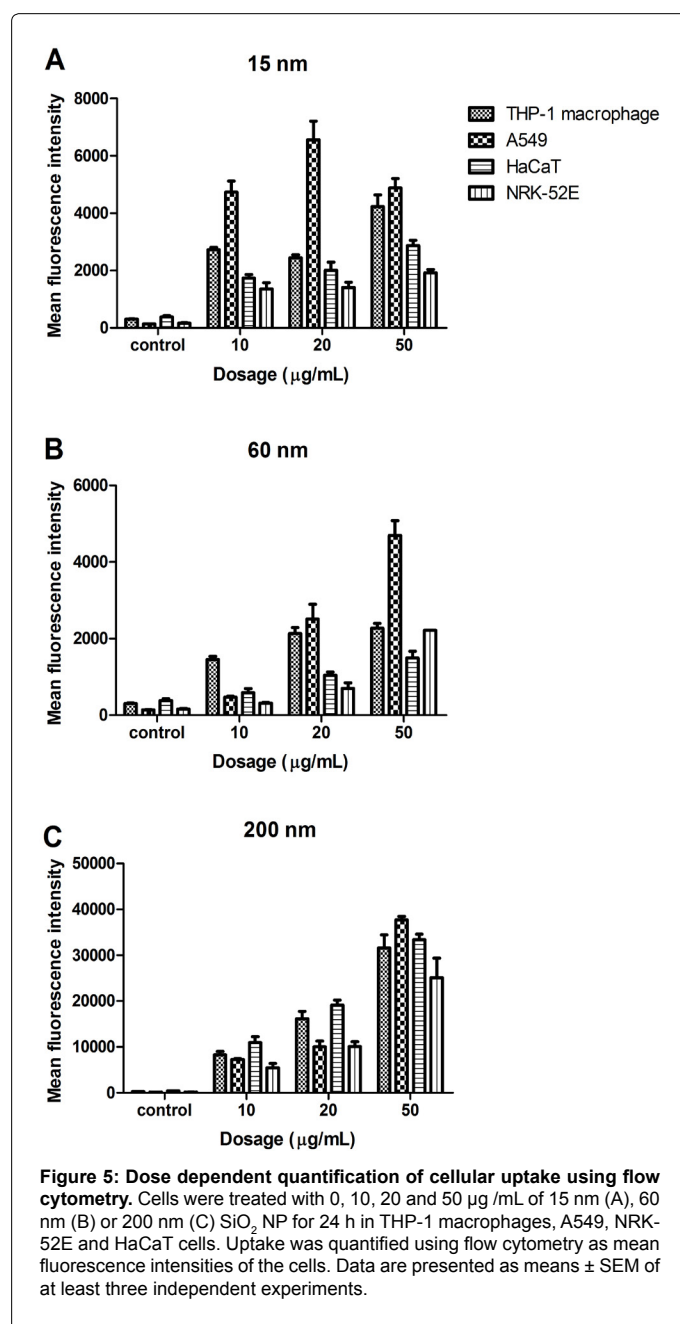 A
15 nm
Mean fluorescence intensity
8000
6000
4000
2000
0
control 10 20 50
Dosage (µg/mL)
THP-1 macrophage
A549
HaCaT
NRK-52E
B
60 nm
Mean fluorescence intensity
6000
4000
2000
0
control 10 20 50
Dosage (µg/mL)
C
200 nm
Mean fluorescence intensity
50000
40000
30000
20000
10000
0
control 10 20 50
Dosage (µg/mL)
Figure 5: Dose dependent quantification of cellular uptake using flow
cytometry. Cells were treated with 0, 10, 20 and 50 µg /mL of 15 nm (A), 60
nm (B) or 200 nm (C) SiO₂ NP for 24 h in THP-1 macrophages, A549, NRK-
52E and HaCaT cells. Uptake was quantified using flow cytometry as mean
fluorescence intensities of the cells. Data are presented as means ± SEM of
at least three independent experiments.